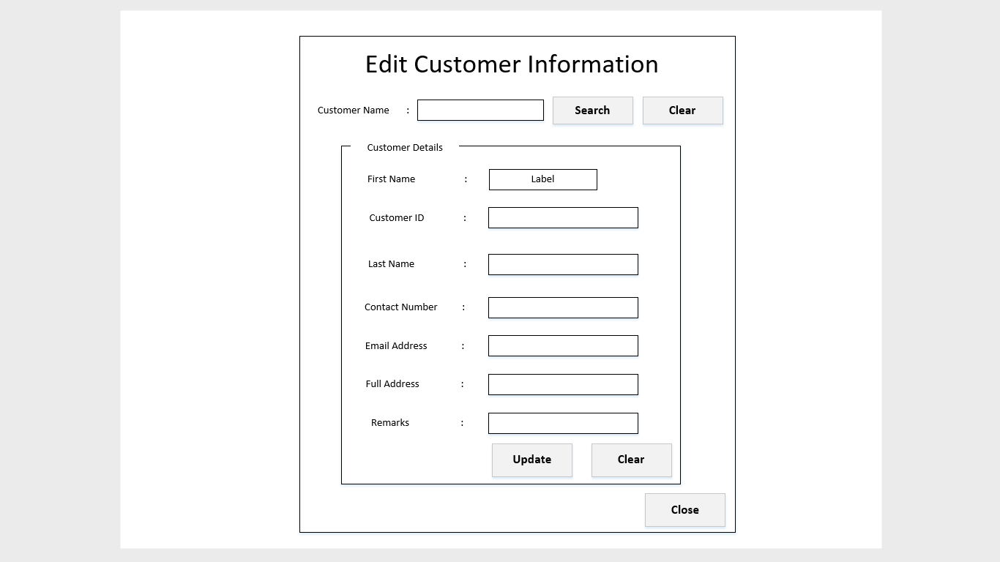 Edit Customer Information
Customer Name : Search Clear
Customer Details
First Name : Label
Customer ID :
Last Name :
Contact Number :
Email Address :
Full Address :
Remarks :
Update Clear
Close